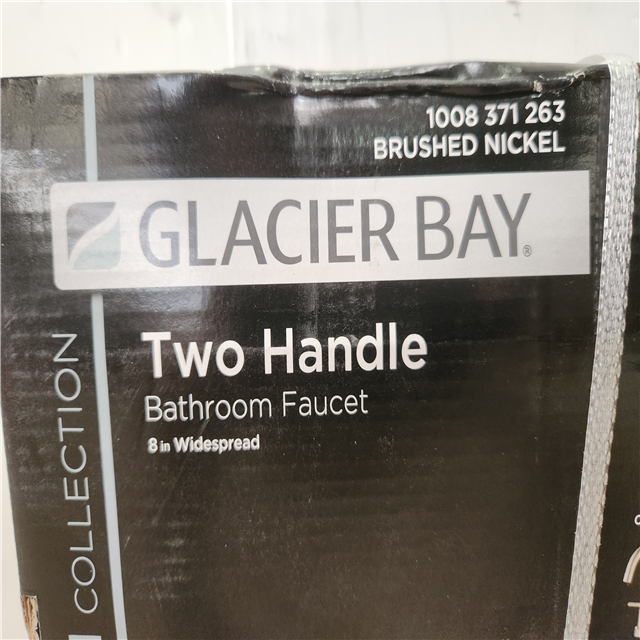 1008 371 263
BRUSHED NICKEL
GLACIER BAY®
Two Handle
Bathroom Faucet
8 in Widespread
COLLECTION